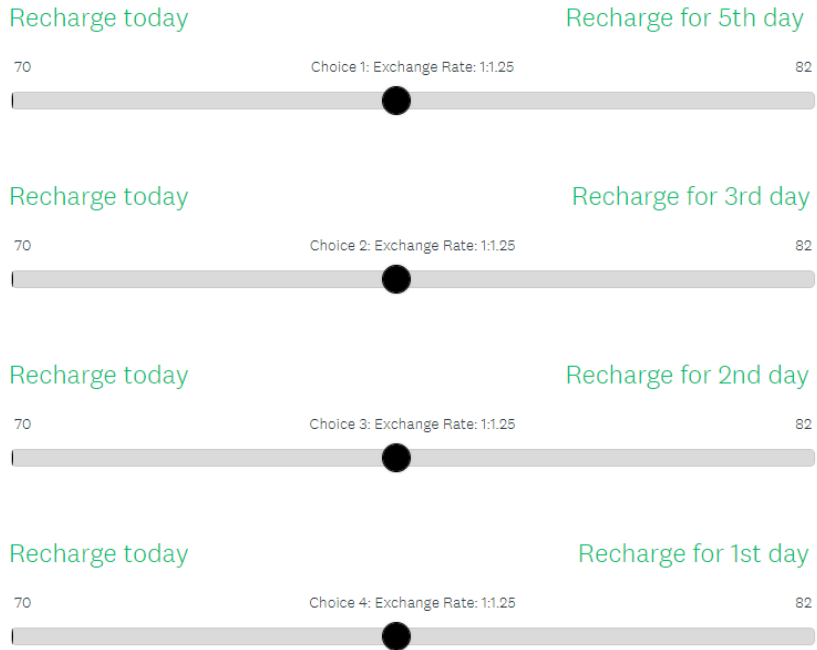 Recharge today Recharge for 5th day
70 Choice 1: Exchange Rate: 1:1.25 82
Recharge today Recharge for 3rd day
70 Choice 2: Exchange Rate: 1:1.25 82
Recharge today Recharge for 2nd day
70 Choice 3: Exchange Rate: 1:1.25 82
Recharge today Recharge for 1st day
70 Choice 4: Exchange Rate: 1:1.25 82